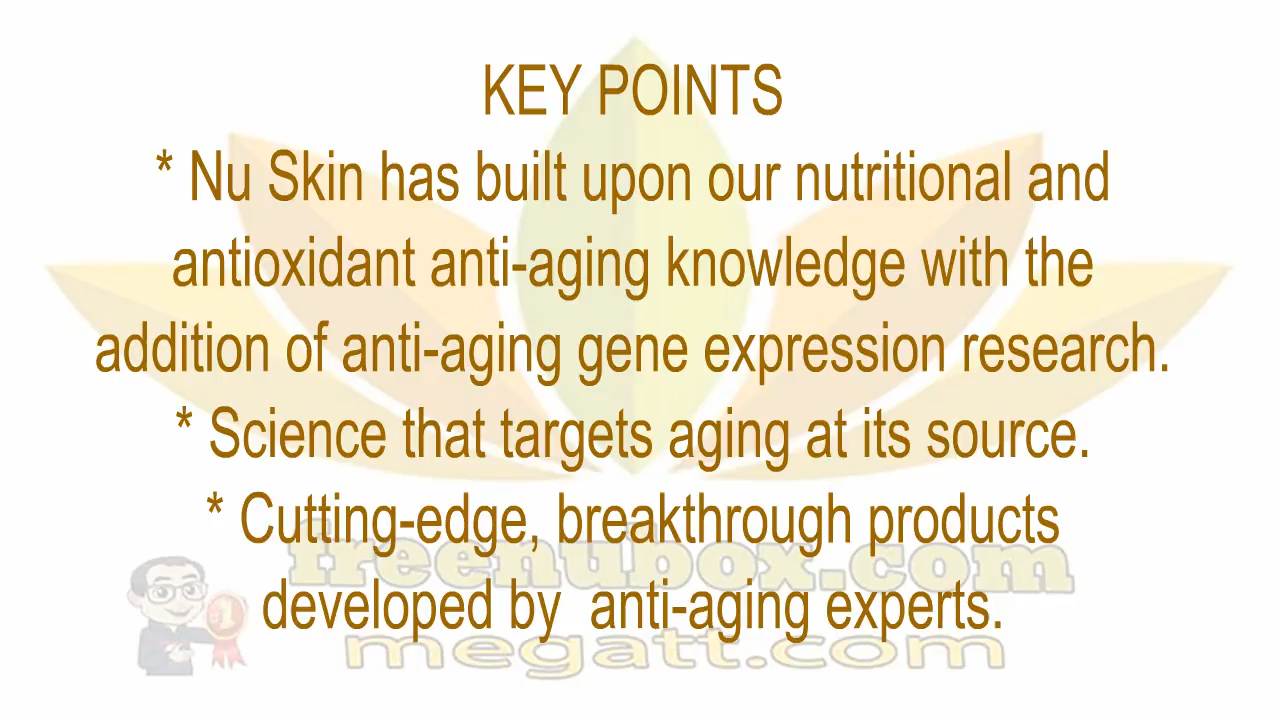 KEY POINTS
* Nu Skin has built upon our nutritional and
antioxidant anti-aging knowledge with the
addition of anti-aging gene expression research.
* Science that targets aging at its source.
* Cutting-edge, breakthrough products
freenubox.com
#1
developed by  anti-aging experts.
megatt.com